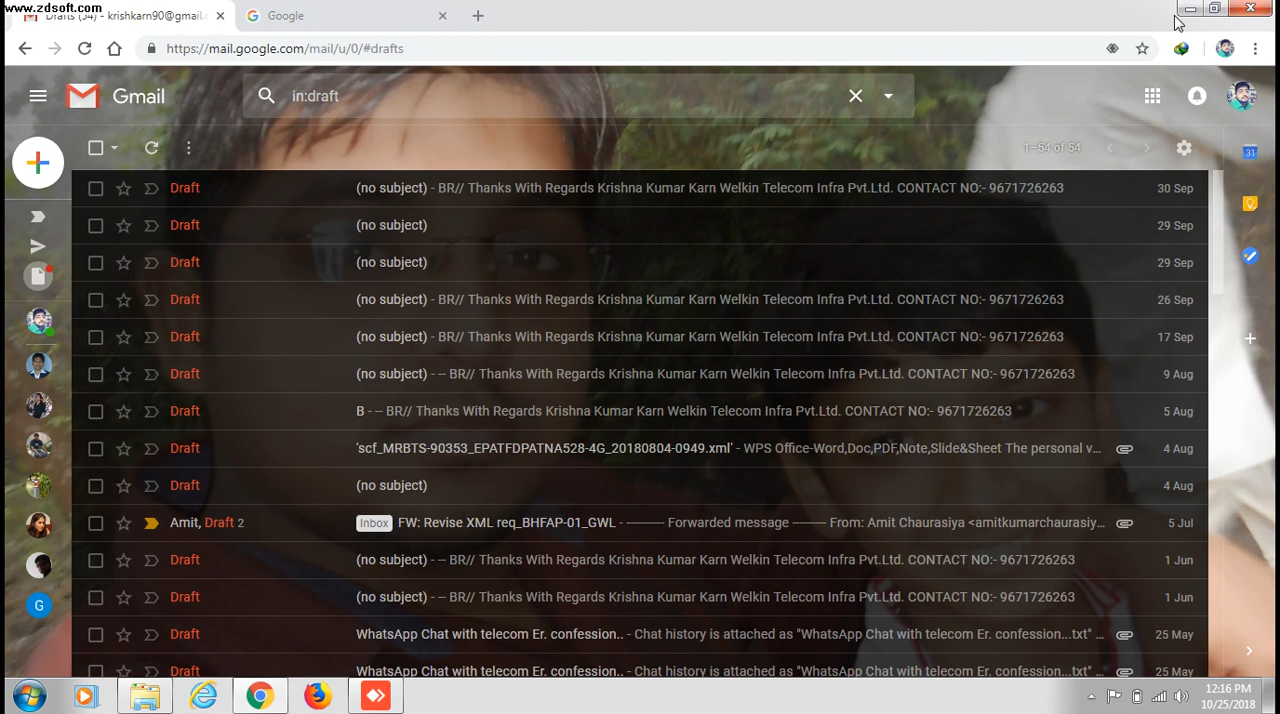 www.zdsoft.com
Drafts (54) - krishkarn90@gmail.c
Google
https://mail.google.com/mail/u/0/#drafts
Gmail
in:draft
1–54 of 54
Draft (no subject) - BR// Thanks With Regards Krishna Kumar Karn Welkin Telecom Infra Pvt.Ltd. CONTACT NO:- 9671726263 30 Sep
Draft (no subject) 29 Sep
Draft (no subject) 29 Sep
Draft (no subject) - BR// Thanks With Regards Krishna Kumar Karn Welkin Telecom Infra Pvt.Ltd. CONTACT NO:- 9671726263 26 Sep
Draft (no subject) - BR// Thanks With Regards Krishna Kumar Karn Welkin Telecom Infra Pvt.Ltd. CONTACT NO:- 9671726263 17 Sep
Draft (no subject) - -- BR// Thanks With Regards Krishna Kumar Karn Welkin Telecom Infra Pvt.Ltd. CONTACT NO:- 9671726263 9 Aug
Draft B - -- BR// Thanks With Regards Krishna Kumar Karn Welkin Telecom Infra Pvt.Ltd. CONTACT NO:- 9671726263 5 Aug
Draft 'scf_MRBTS-90353_EPATFDPATNA528-4G_20180804-0949.xml' - WPS Office-Word,Doc,PDF,Note,Slide&Sheet The personal v... 4 Aug
Draft (no subject) 4 Aug
Amit, Draft 2 Inbox FW: Revise XML req_BHFAP-01_GWL - ---------- Forwarded message --------- From: Amit Chaurasiya <amitkumarchaurasiy... 5 Jul
Draft (no subject) - -- BR// Thanks With Regards Krishna Kumar Karn Welkin Telecom Infra Pvt.Ltd. CONTACT NO:- 9671726263 1 Jun
Draft (no subject) - -- BR// Thanks With Regards Krishna Kumar Karn Welkin Telecom Infra Pvt.Ltd. CONTACT NO:- 9671726263 1 Jun
Draft WhatsApp Chat with telecom Er. confession.. - Chat history is attached as "WhatsApp Chat with telecom Er. confession...txt" ... 25 May
Draft WhatsApp Chat with telecom Er. confession.. - Chat history is attached as "WhatsApp Chat with telecom Er. confession...txt" ... 25 May
31
G
12:16 PM
10/25/2018